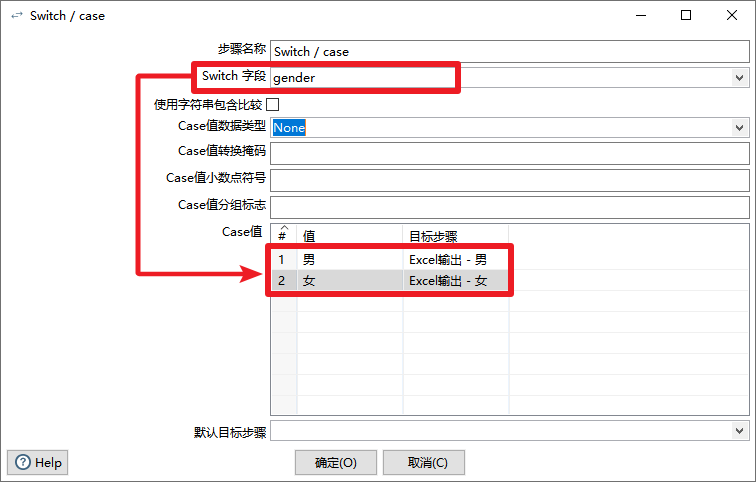 Switch / case
步骤名称 Switch / case
Switch 字段 gender
使用字符串包含比较
Case值数据类型 None
Case值转换掩码
Case值小数点符号
Case值分组标志
Case值
# 值 目标步骤
1 男 Excel输出 - 男
2 女 Excel输出 - 女
默认目标步骤
Help 确定(O) 取消(C)